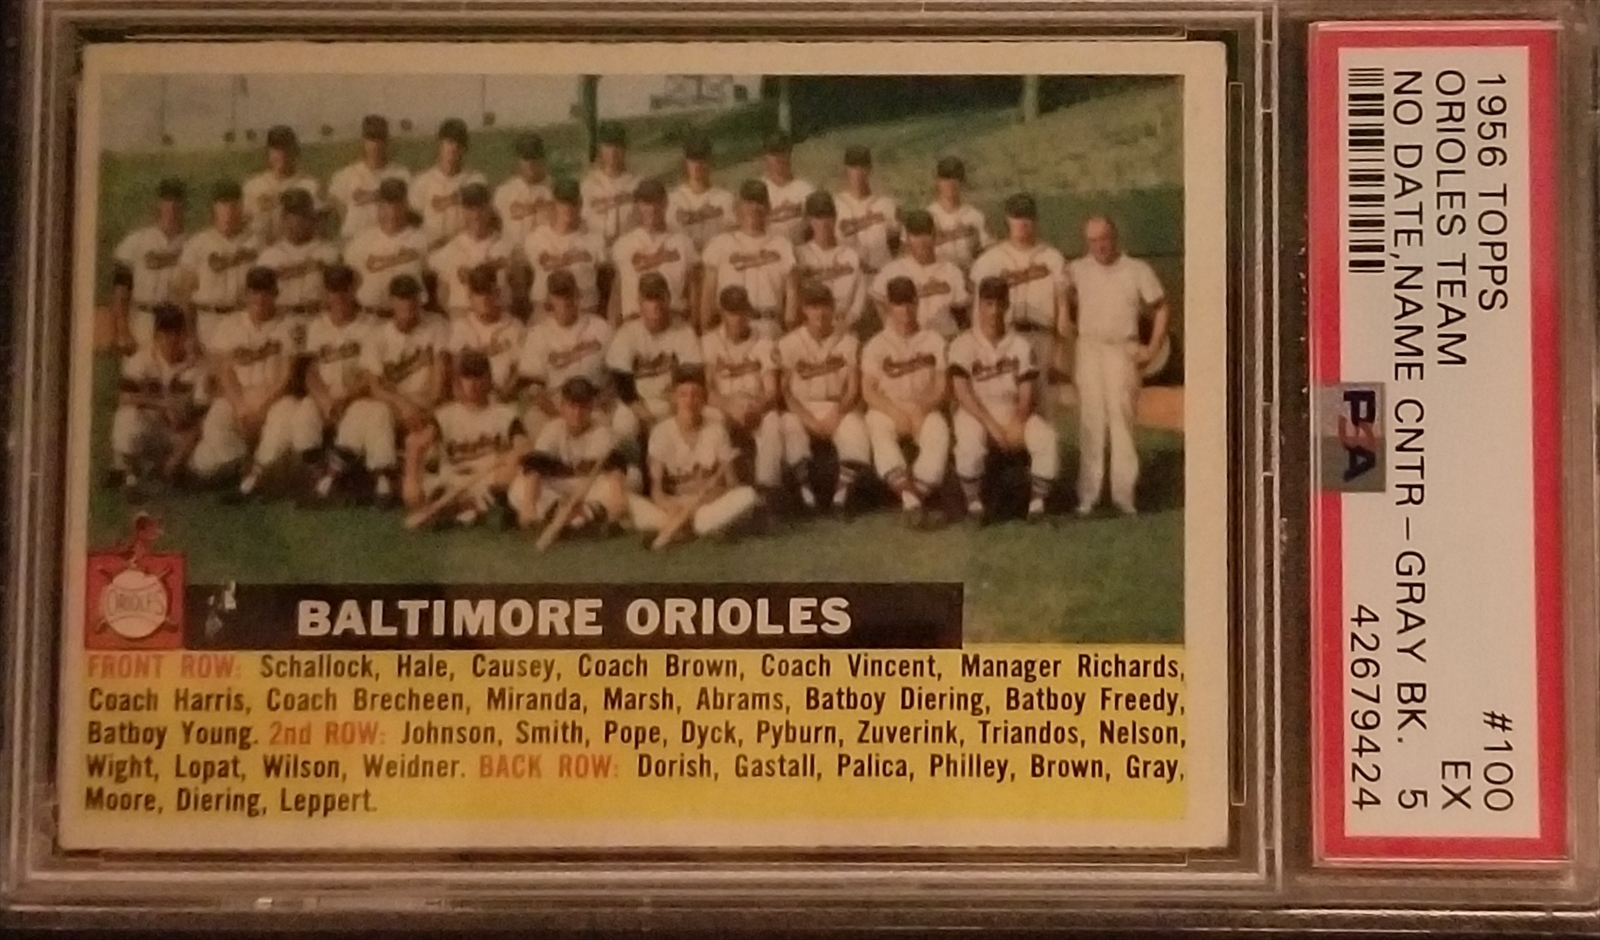 ORIOLES
BALTIMORE ORIOLES
FRONT ROW: Schallock, Hale, Causey, Coach Brown, Coach Vincent, Manager Richards,
Coach Harris, Coach Brecheen, Miranda, Marsh, Abrams, Batboy Diering, Batboy Freedy,
Batboy Young. 2nd ROW: Johnson, Smith, Pope, Dyck, Pyburn, Zuverink, Triandos, Nelson,
Wight, Lopat, Wilson, Weidner. BACK ROW: Dorish, Gastall, Palica, Philley, Brown, Gray,
Moore, Diering, Leppert.
1956 TOPPS #100
ORIOLES TEAM EX
NO DATE,NAME CNTR-GRAY BK. 5
PSA 42679424